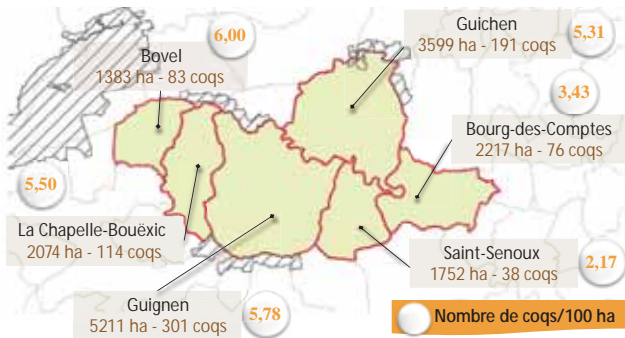 6,00
Bovel
1383 ha - 83 coqs
Guichen
3599 ha - 191 coqs
5,31
3,43
Bourg-des-Comptes
2217 ha - 76 coqs
5,50
La Chapelle-Bouëxic
2074 ha - 114 coqs
Saint-Senoux
1752 ha - 38 coqs
2,17
Guignen
5211 ha - 301 coqs
5,78
Nombre de coqs/100 ha